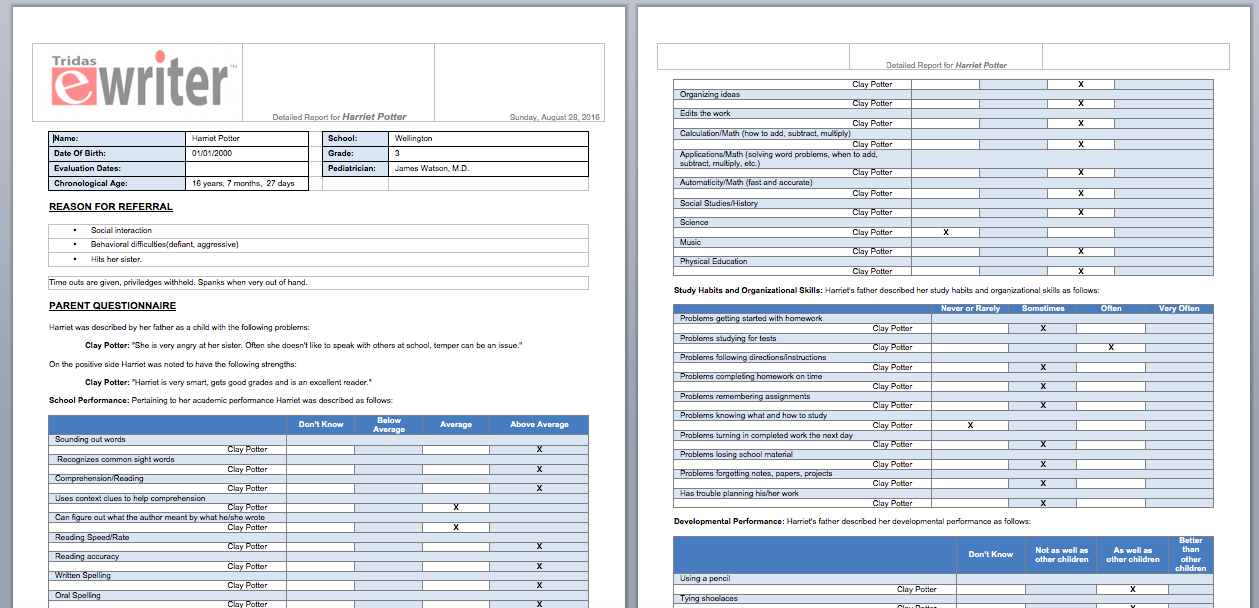 Tridas
ewriter™
Detailed Report for Harriet Potter
Sunday, August 28, 2016
Name: Harriet Potter School: Wellington
Date Of Birth: 01/01/2000 Grade: 3
Evaluation Dates: Pediatrician: James Watson, M.D.
Chronological Age: 16 years, 7 months, 27 days
REASON FOR REFERRAL
• Social interaction
• Behavioral difficulties(defiant, aggressive)
• Hits her sister.
Time outs are given, priviledges withheld. Spanks when very out of hand.
PARENT QUESTIONNAIRE
Harriet was described by her father as a child with the following problems:
Clay Potter: "She is very angry at her sister. Often she doesn't like to speak with others at school, temper can be an issue."
On the positive side Harriet was noted to have the following strengths:
Clay Potter: "Harriet is very smart, gets good grades and is an excellent reader."
School Performance: Pertaining to her academic performance Harriet was described as follows:
Don't Know Below Average Average Above Average
Sounding out words
Clay Potter X
Recognizes common sight words
Clay Potter X
Comprehension/Reading
Clay Potter X
Uses context clues to help comprehension
Clay Potter X
Can figure out what the author meant by what he/she wrote
Clay Potter X
Reading Speed/Rate
Clay Potter X
Reading accuracy
Clay Potter X
Written Spelling
Clay Potter X
Oral Spelling
Clay Potter X
Detailed Report for Harriet Potter
Clay Potter X
Organizing ideas
Clay Potter X
Edits the work
Clay Potter X
Calculation/Math (how to add, subtract, multiply)
Clay Potter X
Applications/Math (solving word problems, when to add,
subtract, multiply, etc.)
Clay Potter X
Automaticity/Math (fast and accurate)
Clay Potter X
Social Studies/History
Clay Potter X
Science
Clay Potter X
Music
Clay Potter X
Physical Education
Clay Potter X
Study Habits and Organizational Skills: Harriet's father described her study habits and organizational skills as follows:
Never or Rarely Sometimes Often Very Often
Problems getting started with homework
Clay Potter X
Problems studying for tests
Clay Potter X
Problems following directions/instructions
Clay Potter X
Problems completing homework on time
Clay Potter X
Problems remembering assignments
Clay Potter X
Problems knowing what and how to study
Clay Potter X
Problems turning in completed work the next day
Clay Potter X
Problems losing school material
Clay Potter X
Problems forgetting notes, papers, projects
Clay Potter X
Has trouble planning his/her work
Clay Potter X
Developmental Performance: Harriet's father described her developmental performance as follows:
Don't Know Not as well as other children As well as other children Better than other children
Using a pencil
Clay Potter X
Tying shoelaces
Clay Potter X